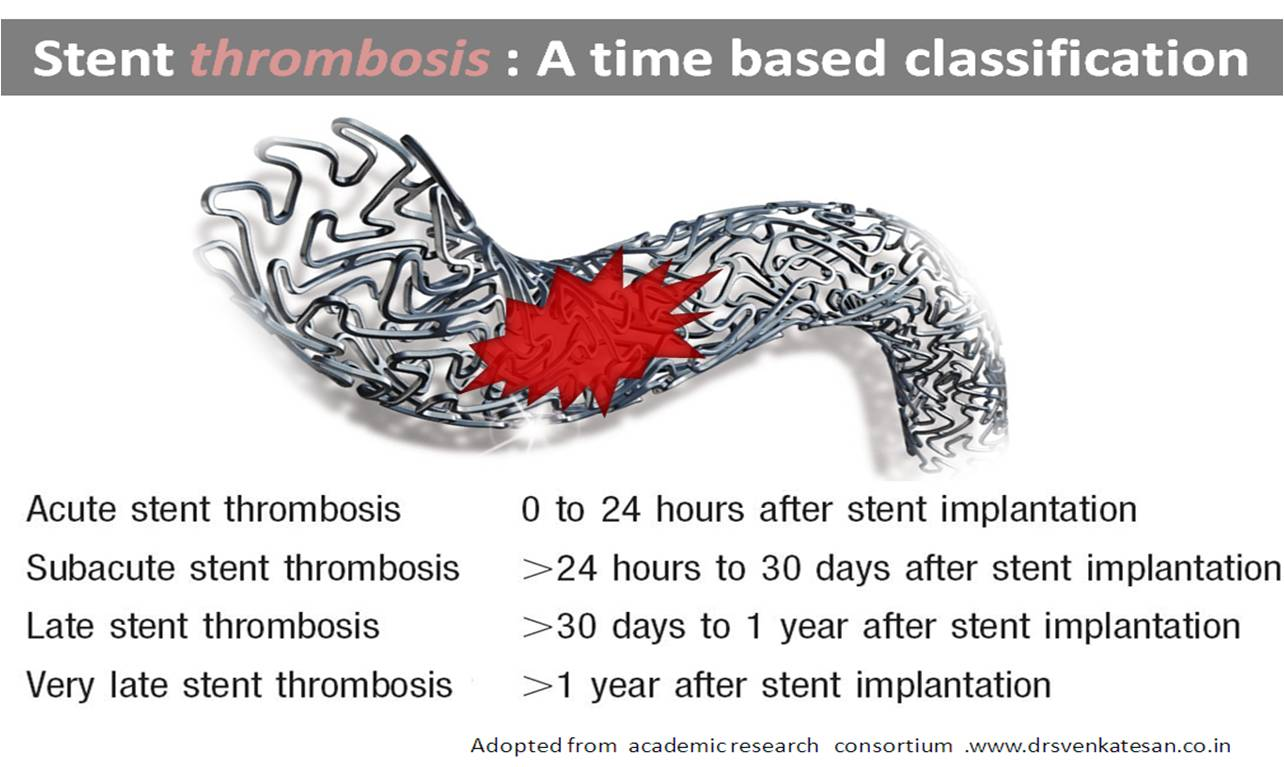 Stent thrombosis : A time based classification
Acute stent thrombosis 0 to 24 hours after stent implantation
Subacute stent thrombosis >24 hours to 30 days after stent implantation
Late stent thrombosis >30 days to 1 year after stent implantation
Very late stent thrombosis >1 year after stent implantation
Adopted from academic research consortium .www.drsvenkatesan.co.in